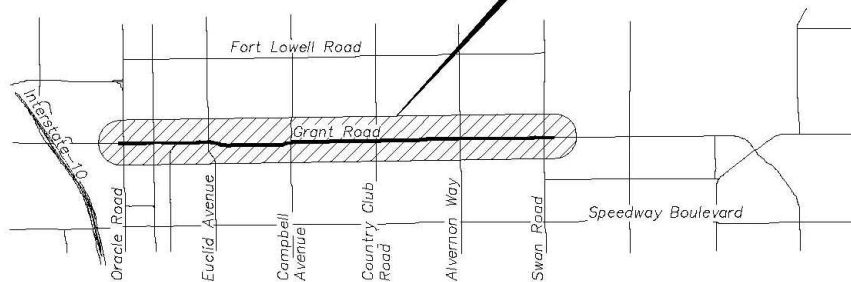 Fort Lowell Road
Interstate-10
Grant Road
Speedway Boulevard
Oracle Road
Euclid Avenue
Campbell
Avenue
Country Club
Road
Alvernon Way
Swan Road